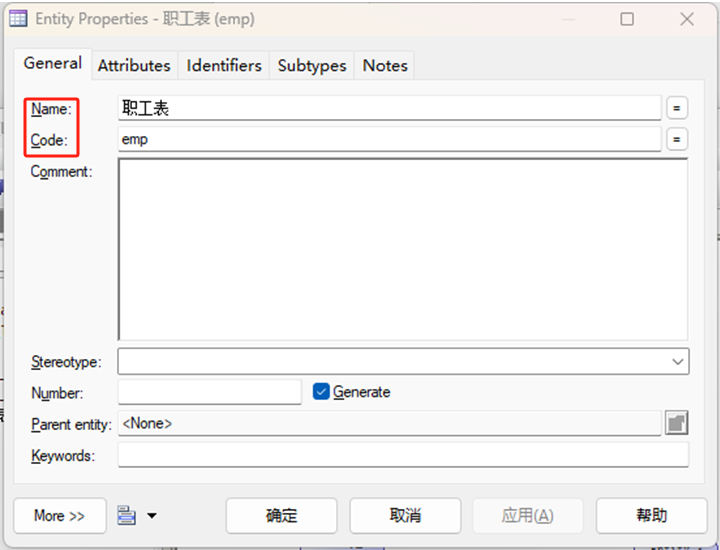 Entity Properties - 职工表 (emp)
General Attributes Identifiers Subtypes Notes
Name: 职工表 =
Code: emp =
Comment:
Stereotype:
Number: Generate
Parent entity: <None>
Keywords:
More >> 确定 取消 应用(A) 帮助